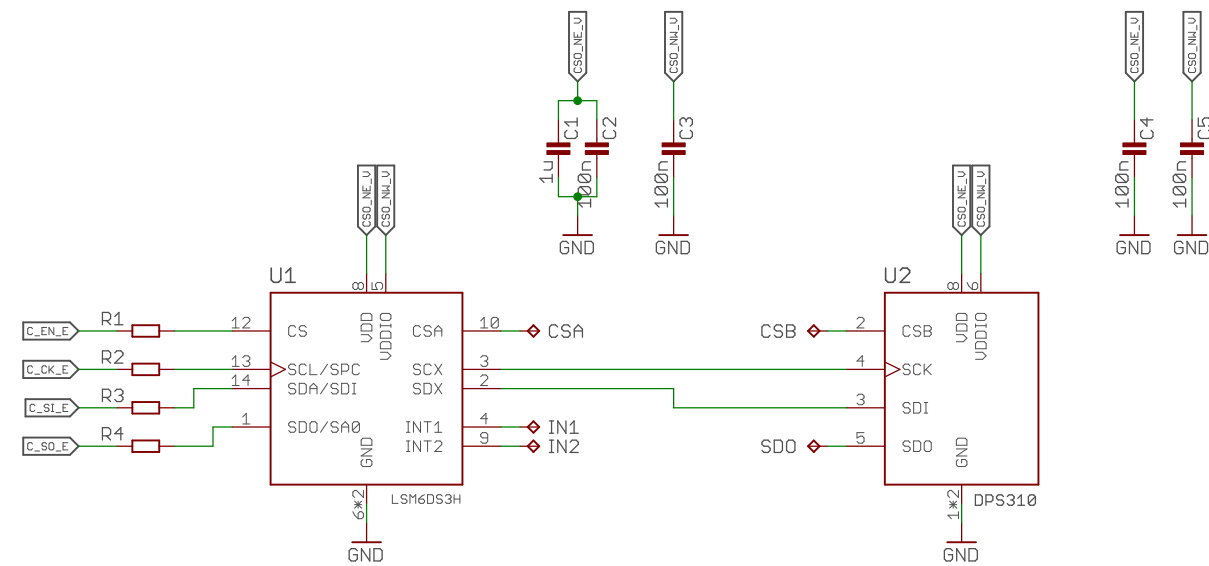 CSO_NE_V
CSO_NW_V
CSO_NE_V
CSO_NW_V
C1
1u
C2
100n
C3
100n
C4
100n
C5
100n
GND
GND
GND
GND
CSO_NE_V
CSO_NW_V
CSO_NE_V
CSO_NW_V
U1
8
5
VDD
VDDIO
C_EN_E
R1
12
CS
CSA
10
CSA
C_CK_E
R2
13
SCL/SPC
SCX
3
C_SI_E
R3
14
SDA/SDI
SDX
2
C_SO_E
R4
1
SDO/SA0
INT1
4
IN1
INT2
9
IN2
GND
6*2
LSM6DS3H
GND
U2
8
6
VDD
VDDIO
CSB
2
CSB
4
SCK
3
SDI
SDO
5
SDO
GND
1*2
DPS310
GND